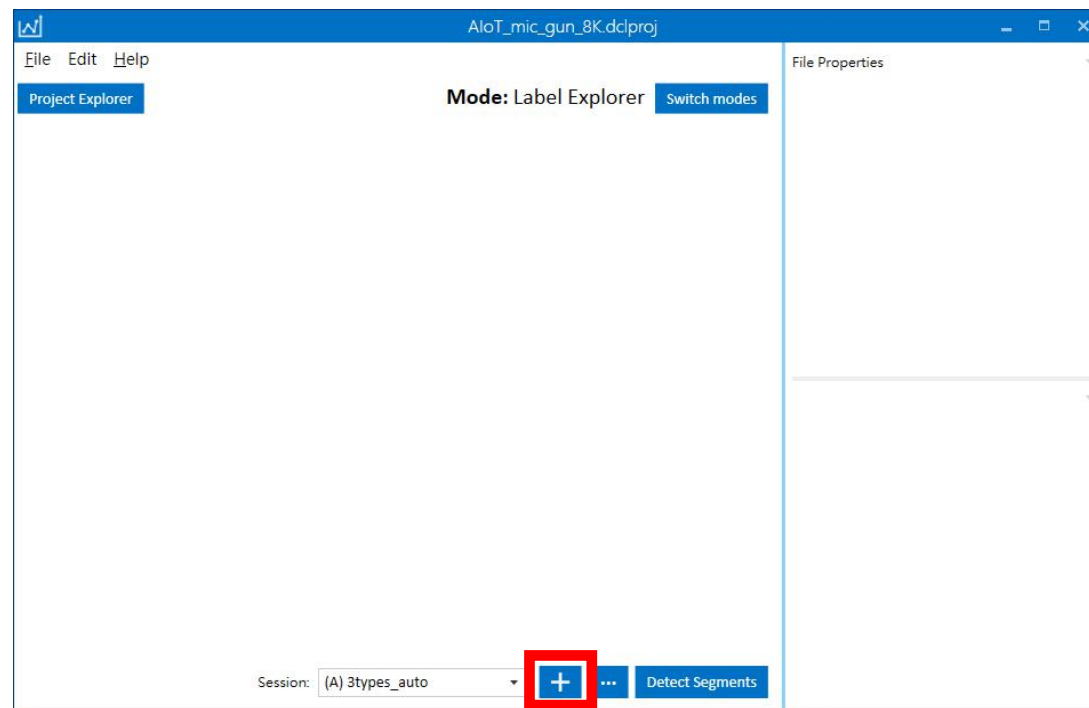 AIoT_mic_gun_8K.dclproj
File Edit Help
File Properties
Project Explorer
Mode: Label Explorer
Switch modes
Session:
(A) 3types_auto
+
...
Detect Segments